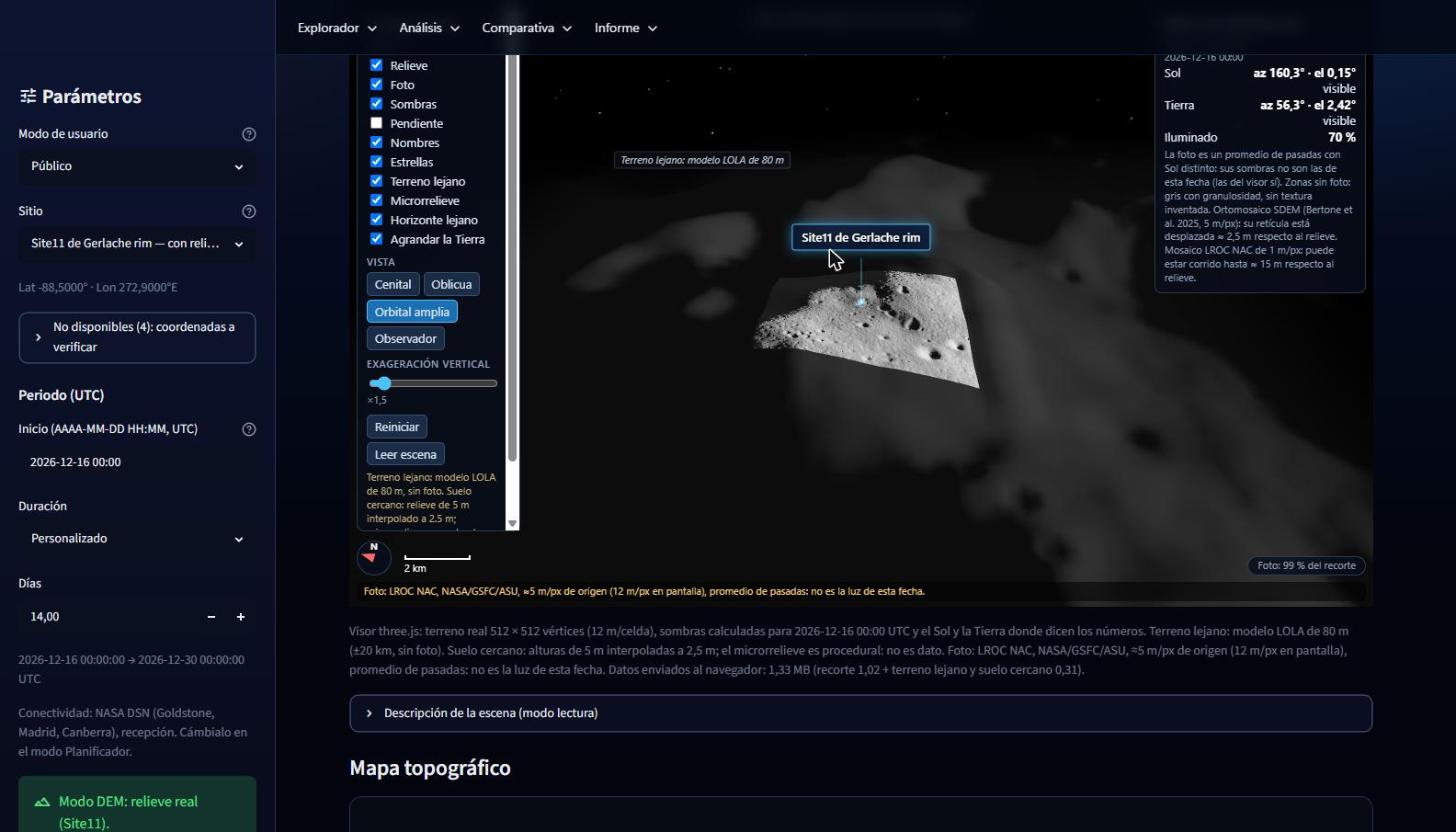 Explorador
Análisis
Comparativa
Informe
Parámetros
Modo de usuario
Público
Sitio
Site11 de Gerlache rim — con reli...
Lat -88,5000° · Lon 272,9000°E
No disponibles (4): coordenadas a
verificar
Periodo (UTC)
Inicio (AAAA-MM-DD HH:MM, UTC)
2026-12-16 00:00
Duración
Personalizado
Días
14,00
2026-12-16 00:00:00 → 2026-12-30 00:00:00
UTC
Conectividad: NASA DSN (Goldstone,
Madrid, Canberra), recepción. Cámbialo en
el modo Planificador.
Modo DEM: relieve real
(Site11).
Relieve
Foto
Sombras
Pendiente
Nombres
Estrellas
Terreno lejano
Microrrelieve
Horizonte lejano
Agrandar la Tierra
VISTA
Cenital
Oblicua
Orbital amplia
Observador
EXAGERACIÓN VERTICAL
×1,5
Reiniciar
Leer escena
Terreno lejano: modelo LOLA
de 80 m, sin foto. Suelo
cercano: relieve de 5 m
interpolado a 2.5 m;
N
2 km
Terreno lejano: modelo LOLA de 80 m
Site11 de Gerlache rim
2026-12-16 00:00
Sol az 160,3° · el 0,15°
visible
Tierra az 56,3° · el 2,42°
visible
Iluminado 70 %
La foto es un promedio de pasadas con
Sol distinto: sus sombras no son las de
esta fecha (las del visor sí). Zonas sin foto:
gris con granulosidad, sin textura
inventada. Ortomosaico SDEM (Bertone et
al. 2025, 5 m/px): su retícula está
desplazada ≈ 2,5 m respecto al relieve.
Mosaico LROC NAC de 1 m/px: puede
estar corrido hasta ≈ 15 m respecto al
relieve.
Foto: 99 % del recorte
Foto: LROC NAC, NASA/GSFC/ASU, ≈5 m/px de origen (12 m/px en pantalla), promedio de pasadas: no es la luz de esta fecha.
Visor three.js: terreno real 512 × 512 vértices (12 m/celda), sombras calculadas para 2026-12-16 00:00 UTC y el Sol y la Tierra donde dicen los números. Terreno lejano: modelo LOLA de 80 m
(±20 km, sin foto). Suelo cercano: alturas de 5 m interpoladas a 2,5 m; el microrrelieve es procedural: no es dato. Foto: LROC NAC, NASA/GSFC/ASU, ≈5 m/px de origen (12 m/px en pantalla),
promedio de pasadas: no es la luz de esta fecha. Datos enviados al navegador: 1,33 MB (recorte 1,02 + terreno lejano y suelo cercano 0,31).
Descripción de la escena (modo lectura)
Mapa topográfico